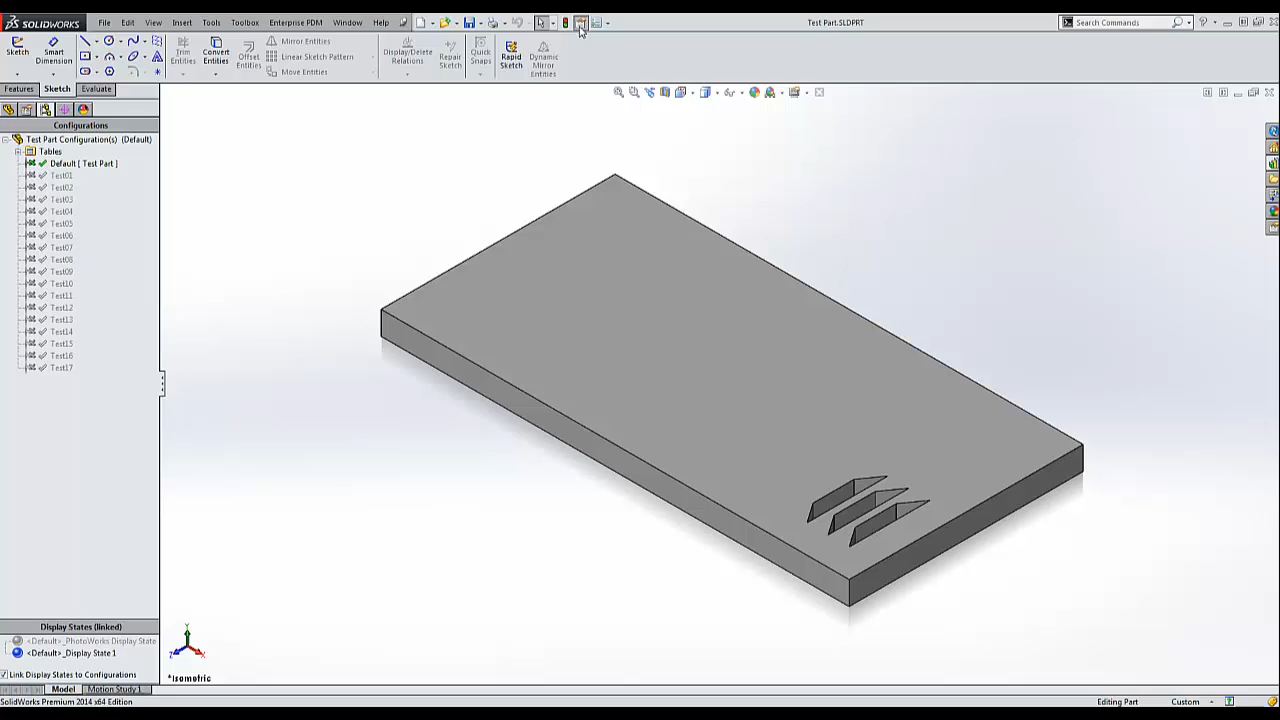 SOLIDWORKS File Edit View Insert Tools Toolbox Enterprise PDM Window Help Test Part.SLDPRT Search Commands
Sketch Smart Dimension Trim Entities Convert Entities Offset Entities Mirror Entities Linear Sketch Pattern Move Entities Display/Delete Relations Repair Sketch Quick Snaps Rapid Sketch Dynamic Mirror Entities
Features Sketch Evaluate
Configurations
Test Part Configuration(s) (Default)
Tables
Default [ Test Part ]
Test01
Test02
Test03
Test04
Test05
Test06
Test07
Test08
Test09
Test10
Test11
Test12
Test13
Test14
Test15
Test16
Test17
Display States (linked)
<Default>_PhotoWorks Display State
<Default>_Display State 1
Link Display States to Configurations
Y
Z X
*Isometric
Model Motion Study 1
SolidWorks Premium 2014 x64 Edition Editing Part Custom